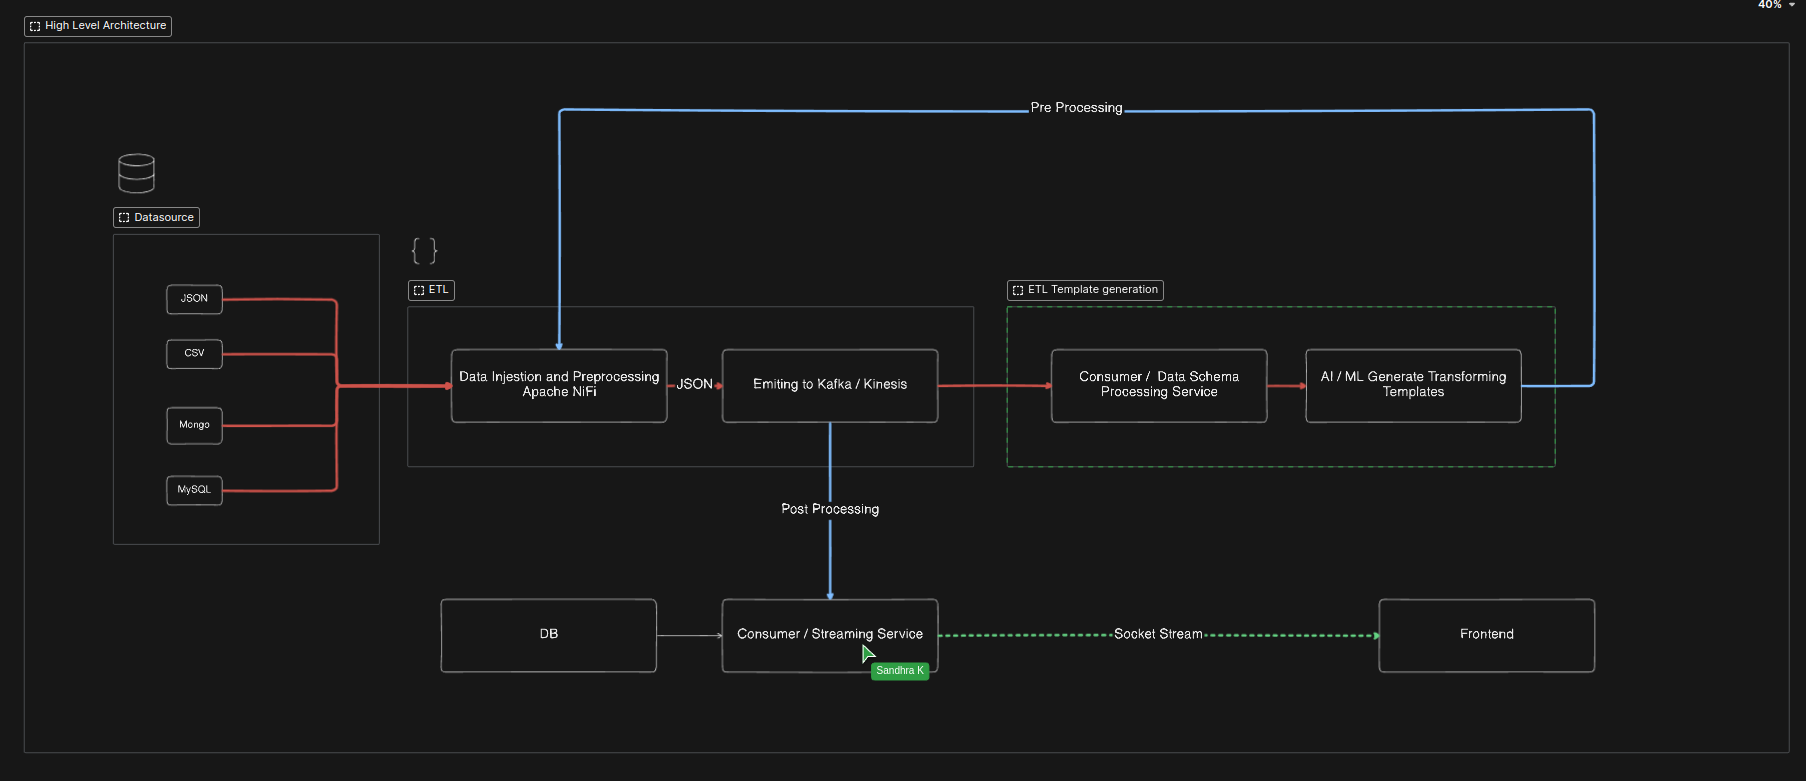 40%
High Level Architecture
Pre Processing
Datasource
{ }
ETL
ETL Template generation
JSON
CSV
Mongo
MySQL
Data Injestion and Preprocessing
Apache NiFi
JSON
Emiting to Kafka / Kinesis
Consumer / Data Schema
Processing Service
AI / ML Generate Transforming
Templates
Post Processing
DB
Consumer / Streaming Service
Sandhra K
Socket Stream
Frontend